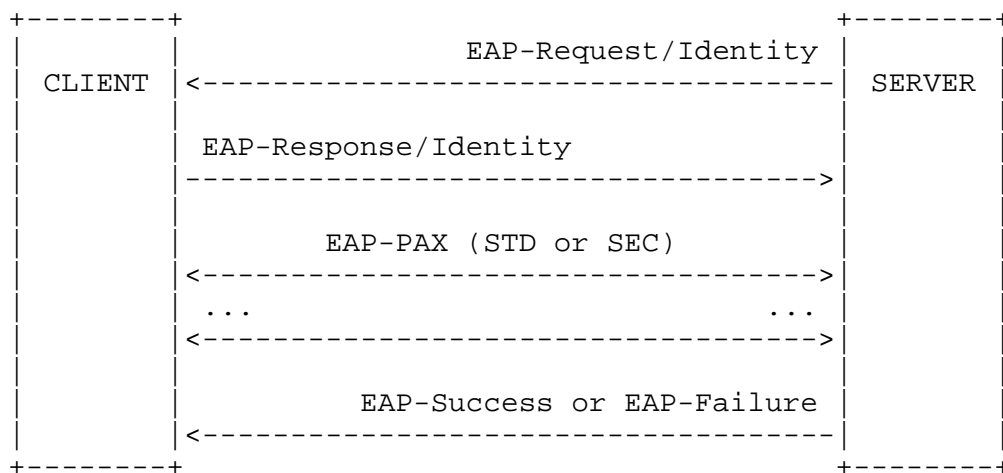 EAP-Request/Identity
CLIENT SERVER
EAP-Response/Identity
EAP-PAX (STD or SEC)
... ...
EAP-Success or EAP-Failure